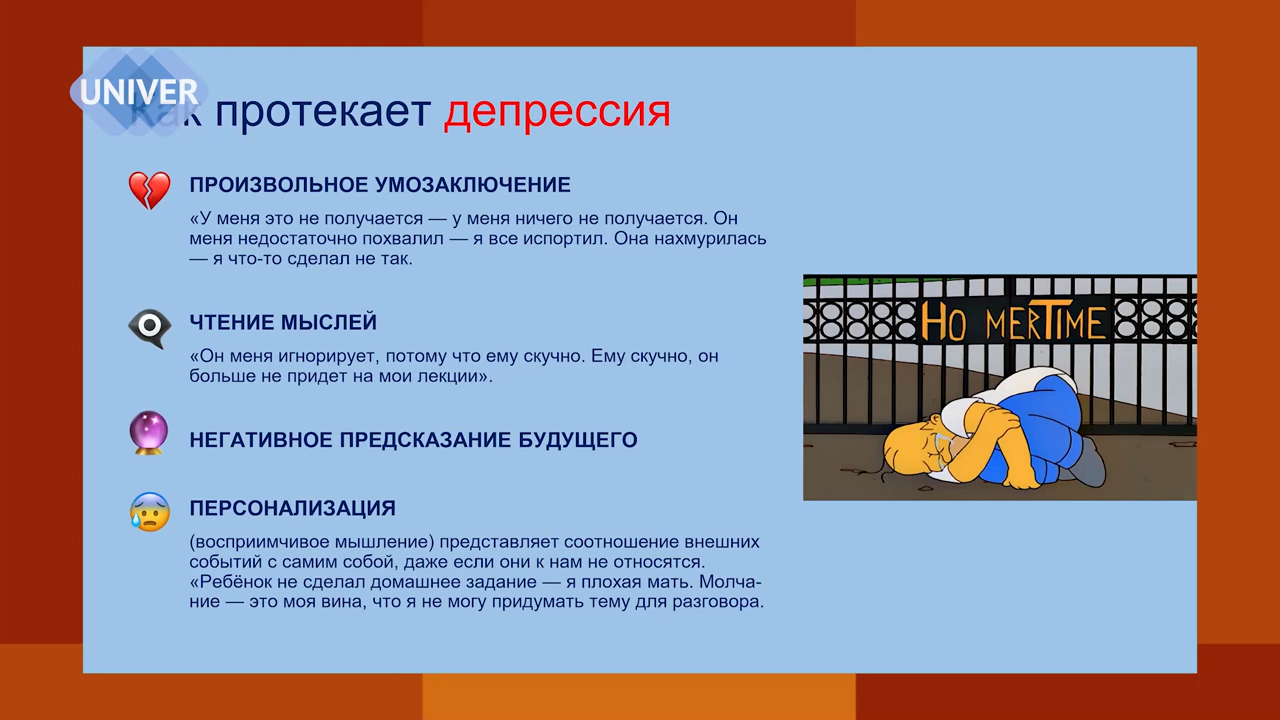 UNIVER
Как протекает депрессия
ПРОИЗВОЛЬНОЕ УМОЗАКЛЮЧЕНИЕ
«У меня это не получается — у меня ничего не получается. Он
меня недостаточно похвалил — я все испортил. Она нахмурилась
— я что-то сделал не так.
ЧТЕНИЕ МЫСЛЕЙ
«Он меня игнорирует, потому что ему скучно. Ему скучно, он
больше не придет на мои лекции».
НЕГАТИВНОЕ ПРЕДСКАЗАНИЕ БУДУЩЕГО
ПЕРСОНАЛИЗАЦИЯ
(восприимчивое мышление) представляет соотношение внешних
событий с самим собой, даже если они к нам не относятся.
«Ребёнок не сделал домашнее задание — я плохая мать. Молча-
ние — это моя вина, что я не могу придумать тему для разговора.
HO MERTIME